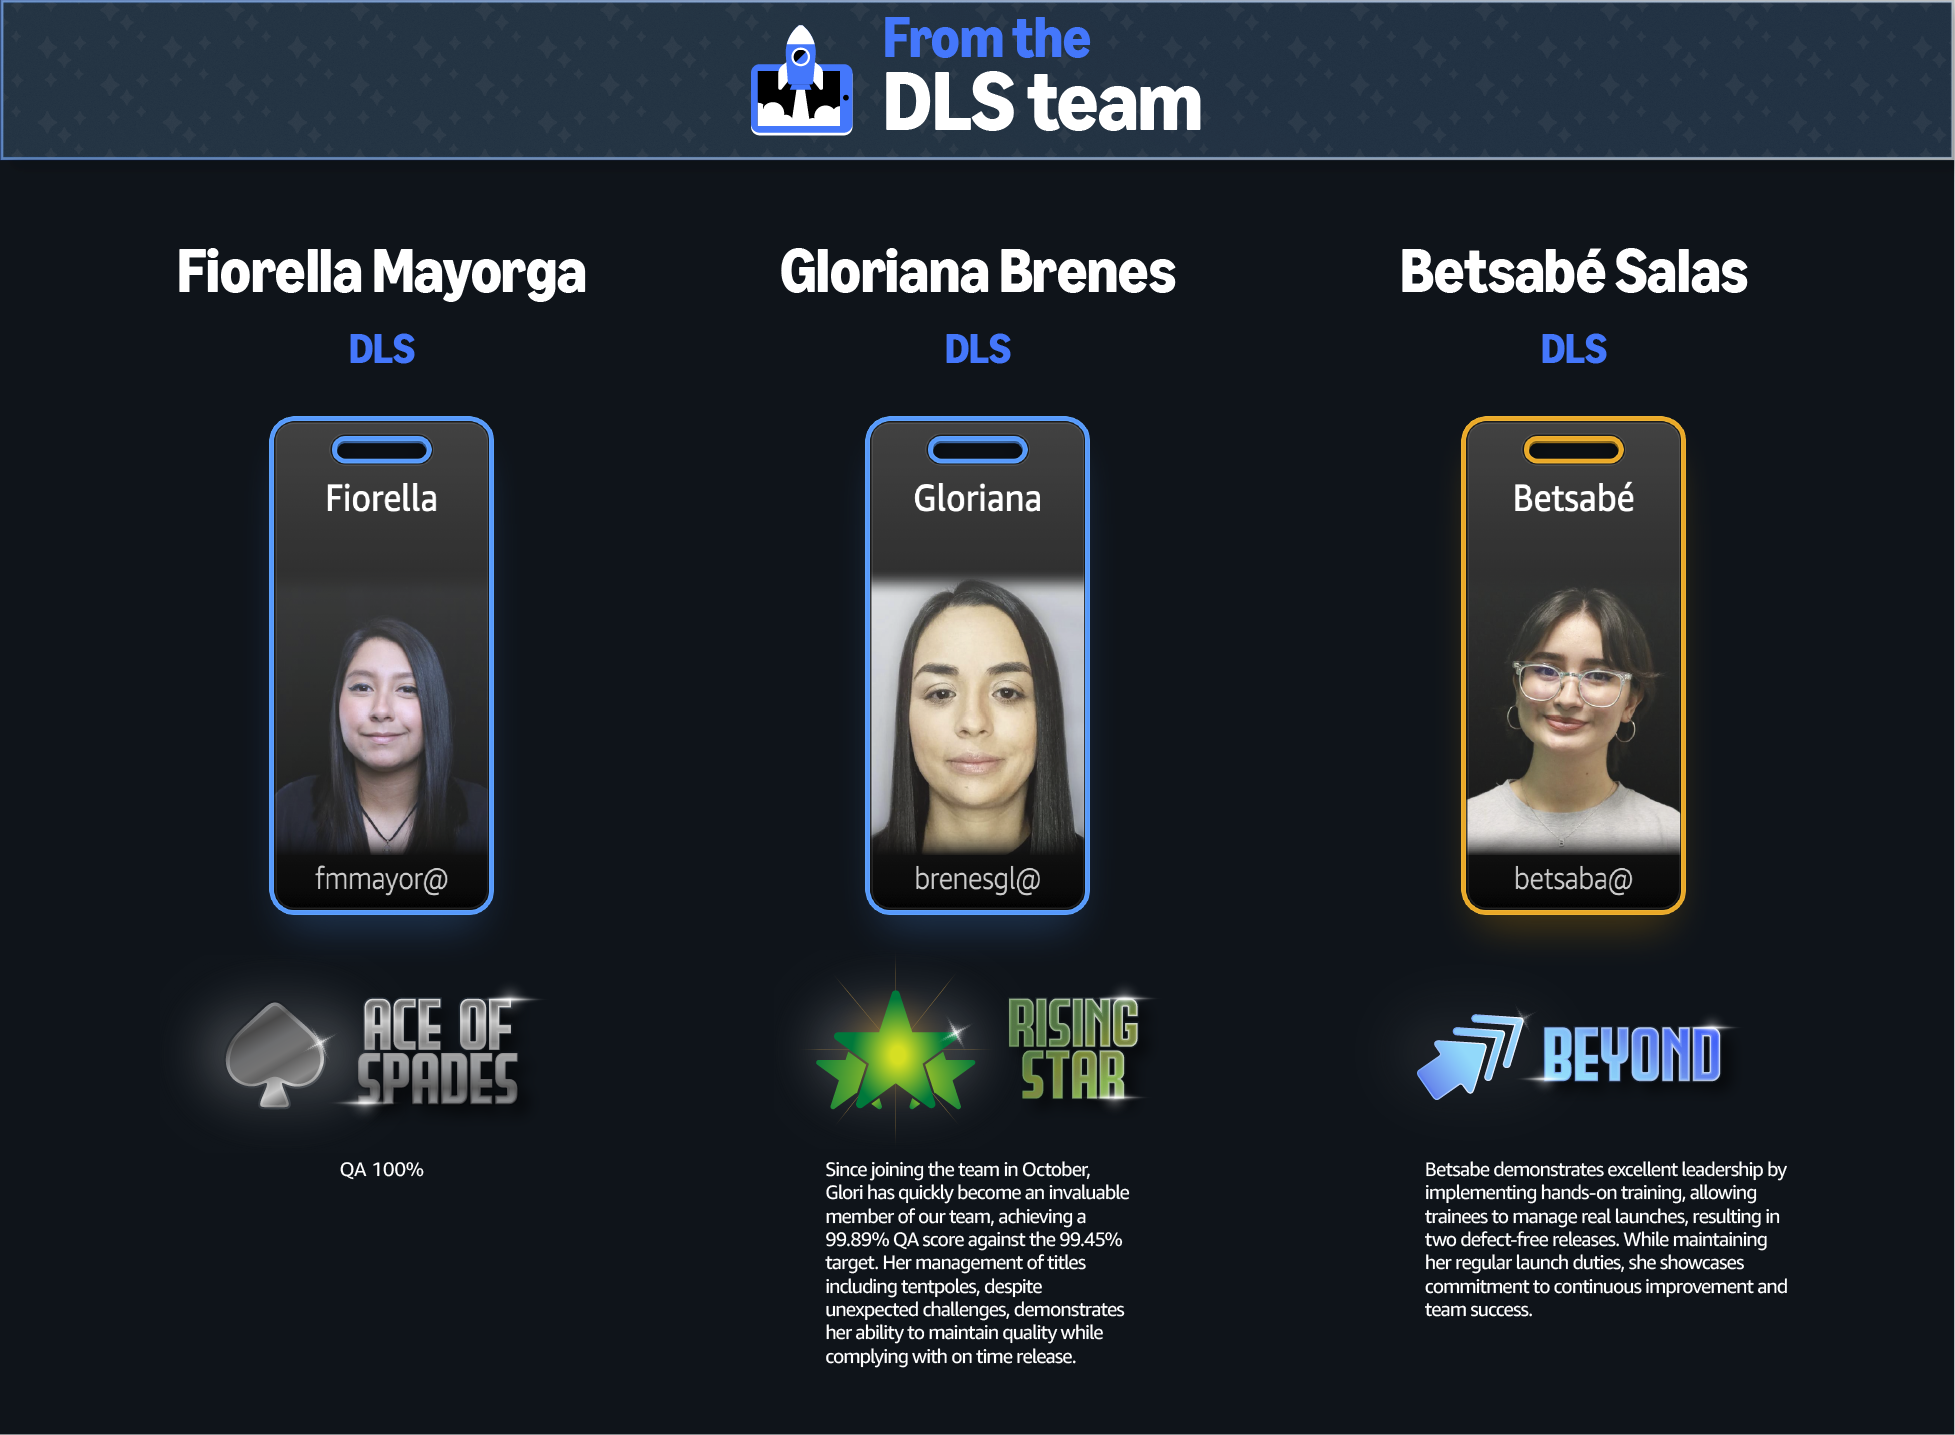 From the
DLS team
Fiorella Mayorga
DLS
Fiorella
fmmayor@
ACE OF
SPADES
QA 100%
Gloriana Brenes
DLS
Gloriana
brenesgl@
RISING
STAR
Since joining the team in October,
Glori has quickly become an invaluable
member of our team, achieving a
99.89% QA score against the 99.45%
target. Her management of titles
including tentpoles, despite
unexpected challenges, demonstrates
her ability to maintain quality while
complying with on time release.
Betsabé Salas
DLS
Betsabé
betsaba@
BEYOND
Betsabe demonstrates excellent leadership by
implementing hands-on training, allowing
trainees to manage real launches, resulting in
two defect-free releases. While maintaining
her regular launch duties, she showcases
commitment to continuous improvement and
team success.